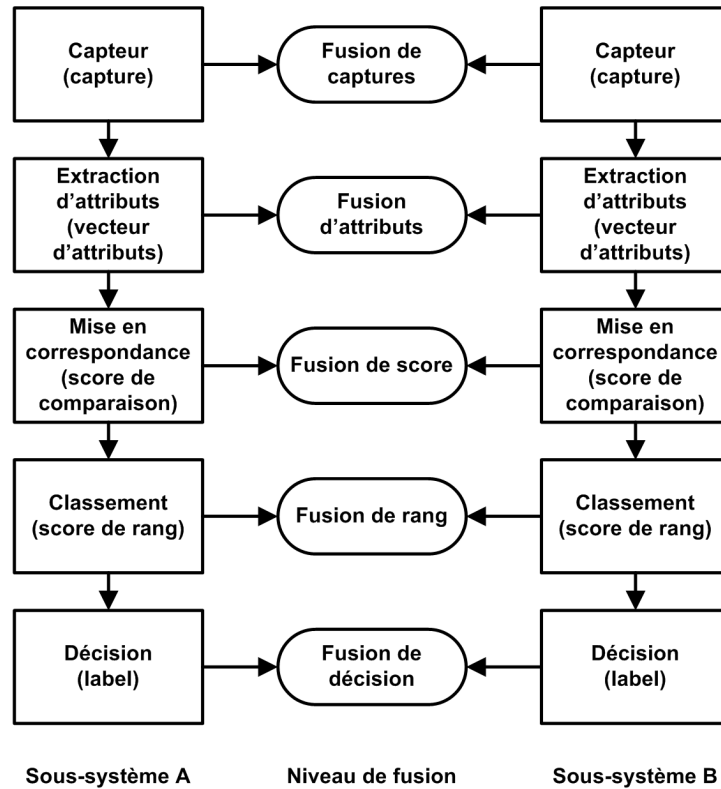 Capteur
(capture)
Fusion de
captures
Capteur
(capture)
Extraction
d'attributs
(vecteur
d'attributs)
Fusion
d'attributs
Extraction
d'attributs
(vecteur
d'attributs)
Mise en
correspondance
(score de
comparaison)
Fusion de score
Mise en
correspondance
(score de
comparaison)
Classement
(score de rang)
Fusion de rang
Classement
(score de rang)
Décision
(label)
Fusion de
décision
Décision
(label)
Sous-système A
Niveau de fusion
Sous-système B